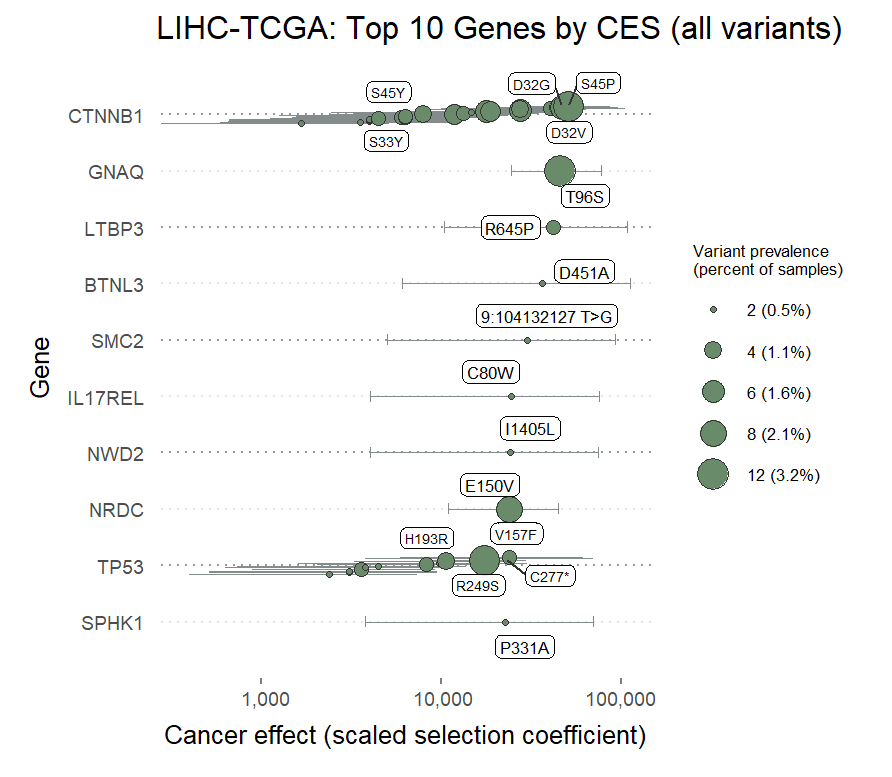 LIHC-TCGA: Top 10 Genes by CES (all variants)
Gene
CTNNB1
S45Y
D32G
S45P
S33Y
D32V
GNAQ
T96S
LTBP3
R645P
BTNL3
D451A
SMC2
9:104132127 T>G
IL17REL
C80W
NWD2
I1405L
NRDC
E150V
TP53
H193R
V157F
R249S
C277*
SPHK1
P331A
1,000
10,000
100,000
Cancer effect (scaled selection coefficient)
Variant prevalence
(percent of samples)
2 (0.5%)
4 (1.1%)
6 (1.6%)
8 (2.1%)
12 (3.2%)